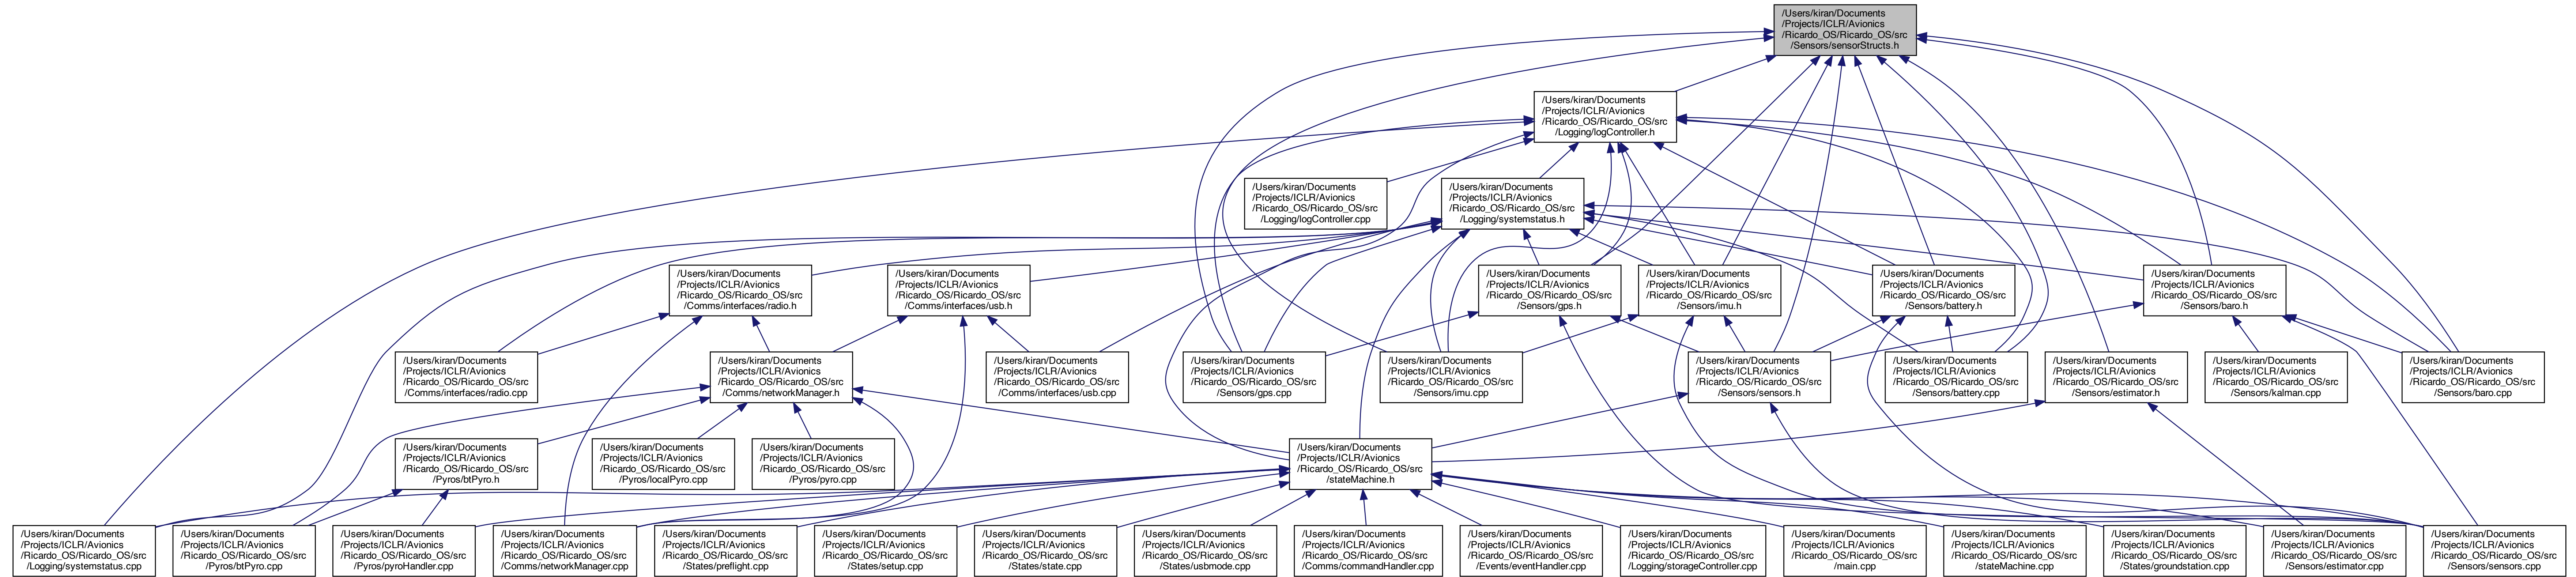 /Users/kiran/Documents
/Projects/ICLR/Avionics
/Ricardo_OS/Ricardo_OS/src
/Sensors/sensorStructs.h
/Users/kiran/Documents
/Projects/ICLR/Avionics
/Ricardo_OS/Ricardo_OS/src
/Logging/logController.h
/Users/kiran/Documents
/Projects/ICLR/Avionics
/Ricardo_OS/Ricardo_OS/src
/Logging/logController.cpp
/Users/kiran/Documents
/Projects/ICLR/Avionics
/Ricardo_OS/Ricardo_OS/src
/Logging/systemstatus.h
/Users/kiran/Documents
/Projects/ICLR/Avionics
/Ricardo_OS/Ricardo_OS/src
/Comms/interfaces/radio.h
/Users/kiran/Documents
/Projects/ICLR/Avionics
/Ricardo_OS/Ricardo_OS/src
/Comms/interfaces/usb.h
/Users/kiran/Documents
/Projects/ICLR/Avionics
/Ricardo_OS/Ricardo_OS/src
/Sensors/gps.h
/Users/kiran/Documents
/Projects/ICLR/Avionics
/Ricardo_OS/Ricardo_OS/src
/Sensors/imu.h
/Users/kiran/Documents
/Projects/ICLR/Avionics
/Ricardo_OS/Ricardo_OS/src
/Sensors/battery.h
/Users/kiran/Documents
/Projects/ICLR/Avionics
/Ricardo_OS/Ricardo_OS/src
/Sensors/baro.h
/Users/kiran/Documents
/Projects/ICLR/Avionics
/Ricardo_OS/Ricardo_OS/src
/Comms/interfaces/radio.cpp
/Users/kiran/Documents
/Projects/ICLR/Avionics
/Ricardo_OS/Ricardo_OS/src
/Comms/networkManager.h
/Users/kiran/Documents
/Projects/ICLR/Avionics
/Ricardo_OS/Ricardo_OS/src
/Comms/interfaces/usb.cpp
/Users/kiran/Documents
/Projects/ICLR/Avionics
/Ricardo_OS/Ricardo_OS/src
/Sensors/gps.cpp
/Users/kiran/Documents
/Projects/ICLR/Avionics
/Ricardo_OS/Ricardo_OS/src
/Sensors/imu.cpp
/Users/kiran/Documents
/Projects/ICLR/Avionics
/Ricardo_OS/Ricardo_OS/src
/Sensors/sensors.h
/Users/kiran/Documents
/Projects/ICLR/Avionics
/Ricardo_OS/Ricardo_OS/src
/Sensors/battery.cpp
/Users/kiran/Documents
/Projects/ICLR/Avionics
/Ricardo_OS/Ricardo_OS/src
/Sensors/estimator.h
/Users/kiran/Documents
/Projects/ICLR/Avionics
/Ricardo_OS/Ricardo_OS/src
/Sensors/kalman.cpp
/Users/kiran/Documents
/Projects/ICLR/Avionics
/Ricardo_OS/Ricardo_OS/src
/Sensors/baro.cpp
/Users/kiran/Documents
/Projects/ICLR/Avionics
/Ricardo_OS/Ricardo_OS/src
/Pyros/btPyro.h
/Users/kiran/Documents
/Projects/ICLR/Avionics
/Ricardo_OS/Ricardo_OS/src
/Pyros/localPyro.cpp
/Users/kiran/Documents
/Projects/ICLR/Avionics
/Ricardo_OS/Ricardo_OS/src
/Pyros/pyro.cpp
/Users/kiran/Documents
/Projects/ICLR/Avionics
/Ricardo_OS/Ricardo_OS/src
/stateMachine.h
/Users/kiran/Documents
/Projects/ICLR/Avionics
/Ricardo_OS/Ricardo_OS/src
/Logging/systemstatus.cpp
/Users/kiran/Documents
/Projects/ICLR/Avionics
/Ricardo_OS/Ricardo_OS/src
/Pyros/btPyro.cpp
/Users/kiran/Documents
/Projects/ICLR/Avionics
/Ricardo_OS/Ricardo_OS/src
/Pyros/pyroHandler.cpp
/Users/kiran/Documents
/Projects/ICLR/Avionics
/Ricardo_OS/Ricardo_OS/src
/Comms/networkManager.cpp
/Users/kiran/Documents
/Projects/ICLR/Avionics
/Ricardo_OS/Ricardo_OS/src
/States/preflight.cpp
/Users/kiran/Documents
/Projects/ICLR/Avionics
/Ricardo_OS/Ricardo_OS/src
/States/setup.cpp
/Users/kiran/Documents
/Projects/ICLR/Avionics
/Ricardo_OS/Ricardo_OS/src
/States/state.cpp
/Users/kiran/Documents
/Projects/ICLR/Avionics
/Ricardo_OS/Ricardo_OS/src
/States/usbmode.cpp
/Users/kiran/Documents
/Projects/ICLR/Avionics
/Ricardo_OS/Ricardo_OS/src
/Comms/commandHandler.cpp
/Users/kiran/Documents
/Projects/ICLR/Avionics
/Ricardo_OS/Ricardo_OS/src
/Events/eventHandler.cpp
/Users/kiran/Documents
/Projects/ICLR/Avionics
/Ricardo_OS/Ricardo_OS/src
/Logging/storageController.cpp
/Users/kiran/Documents
/Projects/ICLR/Avionics
/Ricardo_OS/Ricardo_OS/src
/main.cpp
/Users/kiran/Documents
/Projects/ICLR/Avionics
/Ricardo_OS/Ricardo_OS/src
/stateMachine.cpp
/Users/kiran/Documents
/Projects/ICLR/Avionics
/Ricardo_OS/Ricardo_OS/src
/States/groundstation.cpp
/Users/kiran/Documents
/Projects/ICLR/Avionics
/Ricardo_OS/Ricardo_OS/src
/Sensors/estimator.cpp
/Users/kiran/Documents
/Projects/ICLR/Avionics
/Ricardo_OS/Ricardo_OS/src
/Sensors/sensors.cpp